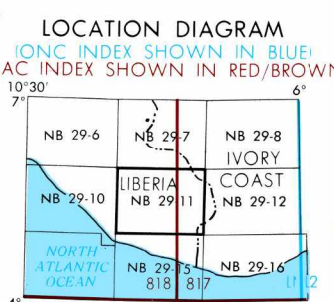 LOCATION DIAGRAM
(ONC INDEX SHOWN IN BLUE)
AC INDEX SHOWN IN RED/BROWN
10°30' 6°
7°
NB 29-6 NB 29-7 NB 29-8
IVORY
COAST
LIBERIA
NB 29-10 NB 29-11 NB 29-12
NORTH
ATLANTIC
OCEAN
NB 29-15 NB 29-16
818 817
4°